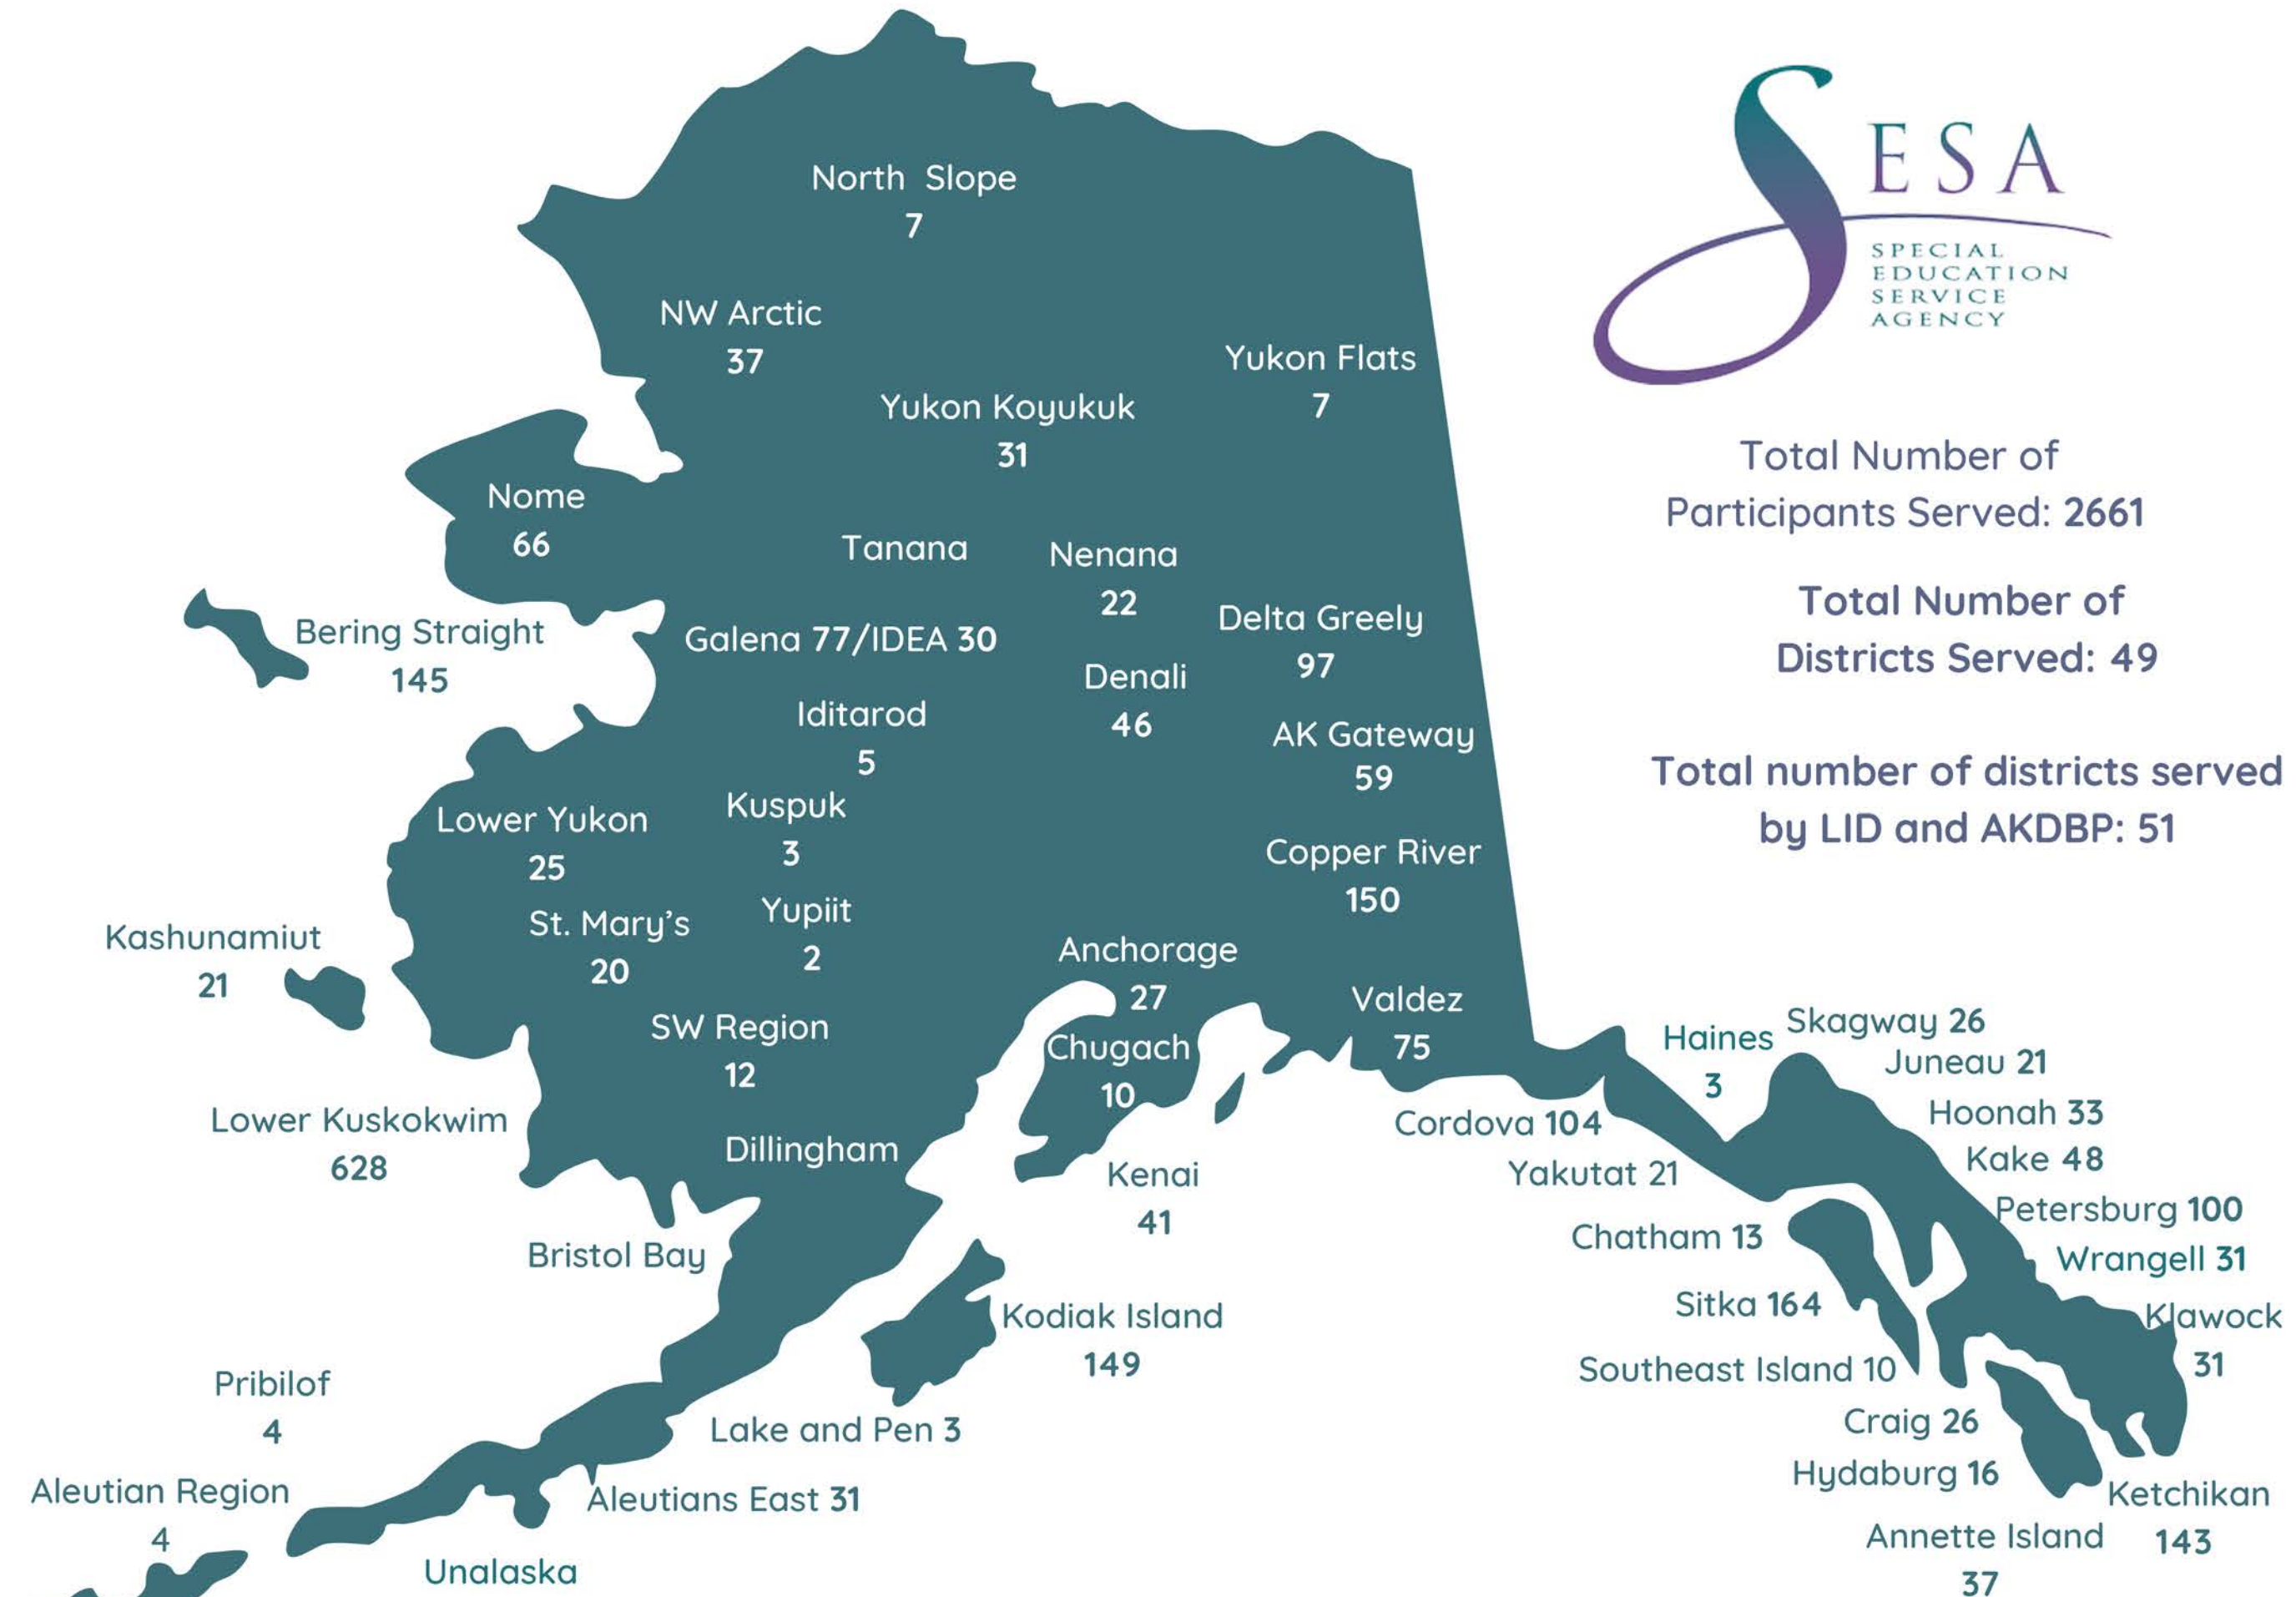 North Slope
7
NW Arctic
37
Yukon Flats
7
Yukon Koyukuk
31
Nome
66
Tanana
Nenana
22
Bering Straight
145
Galena 77/IDEA 30
Delta Greely
97
Denali
46
Iditarod
5
AK Gateway
59
Lower Yukon
25
Kuspuk
3
Copper River
150
Kashunamiut
21
St. Mary's
20
Yupiit
2
Anchorage
27
SW Region
12
Chugach
10
Valdez
75
Lower Kuskokwim
628
Dillingham
Kenai
41
Cordova 104
Yakutat 21
Bristol Bay
Kodiak Island
149
Pribilof
4
Lake and Pen 3
Aleutian Region
4
Aleutians East 31
Unalaska
SESA
SPECIAL
EDUCATION
SERVICE
AGENCY
Total Number of
Participants Served: 2661
Total Number of
Districts Served: 49
Total number of districts served
by LID and AKDBP: 51
Haines
3
Skagway 26
Juneau 21
Hoonah 33
Kake 48
Petersburg 100
Wrangell 31
Klawock
31
Chatham 13
Sitka 164
Southeast Island 10
Craig 26
Hydaburg 16
Ketchikan
143
Annette Island
37